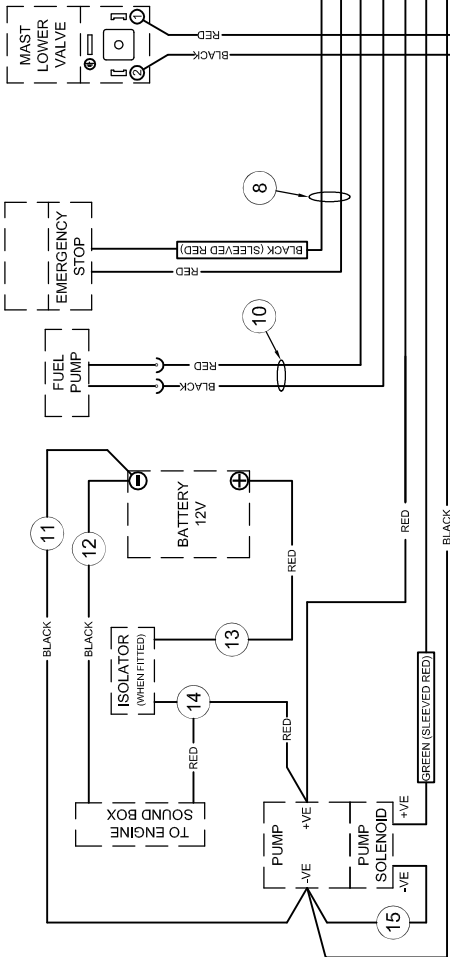 MAST
LOWER
VALVE
1
2
RED
BLACK
EMERGENCY
STOP
BLACK (SLEEVED RED)
RED
8
FUEL
PUMP
RED
BLACK
10
11
12
BLACK
BLACK
BATTERY
12V
RED
13
ISOLATOR
(WHEN FITTED)
14
RED
RED
TO ENGINE
SOUND BOX
PUMP
+VE
-VE
PUMP
SOLENOID
+VE
-VE
15
GREEN (SLEEVED RED)
RED
BLACK